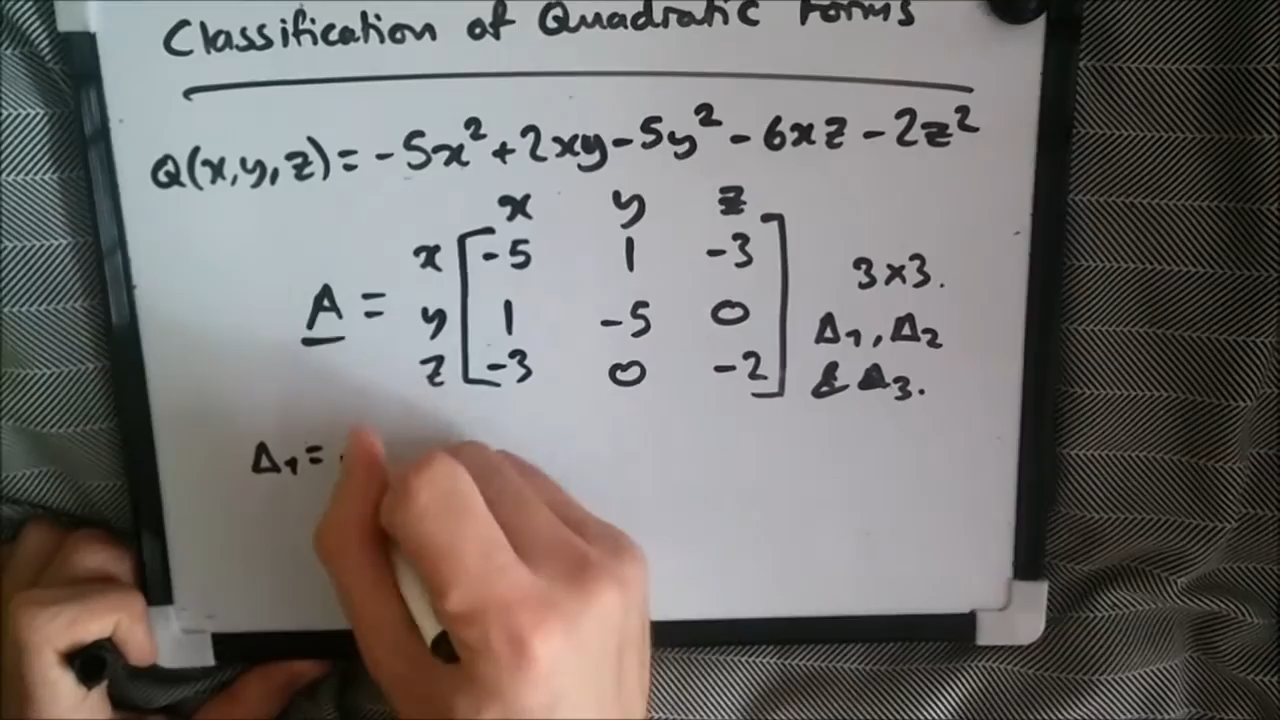 Classification of Quadratic Forms
Q(x,y,z) = -5x² + 2xy - 5y² - 6xz - 2z²
x y z
x -5 1 -3 3×3.
A = y 1 -5 0 Δ₁, Δ₂
z -3 0 -2 & Δ₃.
Δ₁ =